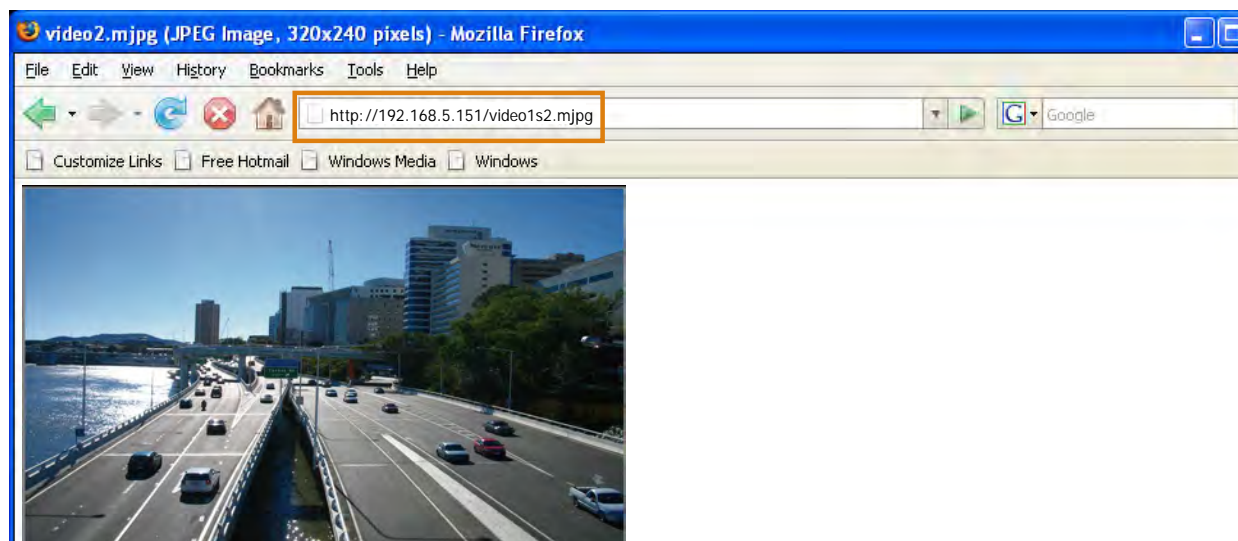 video2.mjpg (JPEG Image, 320x240 pixels) - Mozilla Firefox
File Edit View History Bookmarks Tools Help
http://192.168.5.151/video1s2.mjpg
G Google
Customize Links Free Hotmail Windows Media Windows